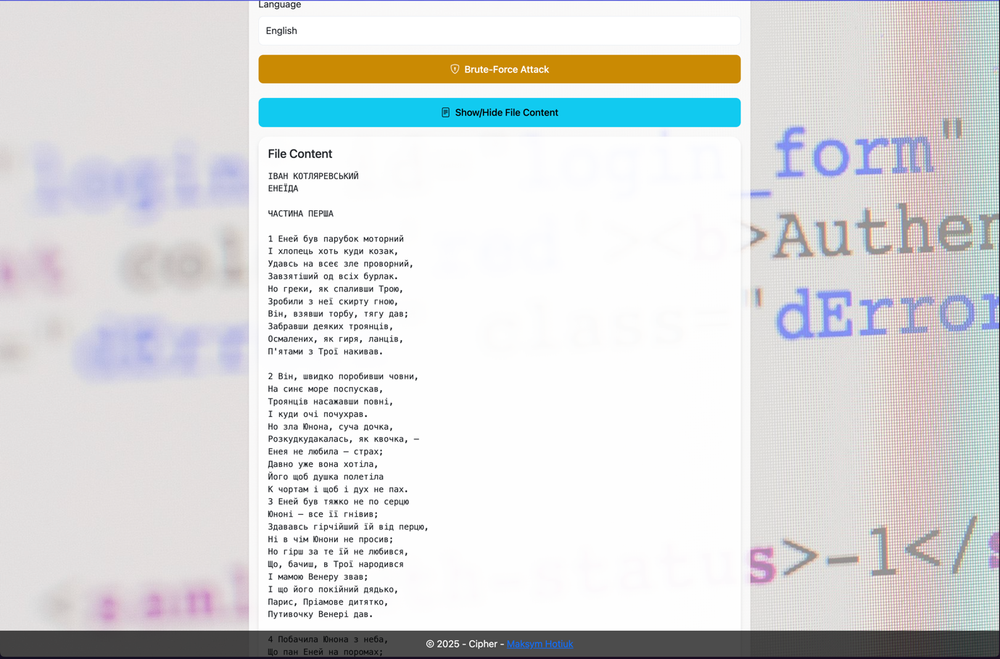 Language
English
Brute-Force Attack
Show/Hide File Content
File Content
ІВАН КОТЛЯРЕВСЬКИЙ
ЕНЕЇДА
ЧАСТИНА ПЕРША
1 Еней був парубок моторний
І хлопець хоть куди козак,
Удавсь на всеє зле проворний,
Завзятіший од всіх бурлак.
Но греки, як спаливши Трою,
Зробили з неї скирту гною,
Він, взявши торбу, тягу дав;
Забравши деяких троянців,
Осмалених, як гиря, ланців,
П'ятами з Трої накивав.
2 Він, швидко поробивши човни,
На синє море поспускав,
Троянців насажавши повні,
І куди очі почухрав.
Но зла Юнона, суча дочка,
Розкудкудакалась, як квочка, —
Енея не любила — страх;
Давно уже вона хотіла,
Його щоб душка полетіла
К чортам і щоб і дух не пах.
3 Еней був тяжко не по серцю
Юноні — все її гнівив;
Здававсь гірчійший їй від перцю,
Ні в чім Юнони не просив;
Но гірш за те їй не любився,
Що, бачиш, в Трої народився
І мамою Венеру звав;
І що його покійний дядько,
Парис, Пріамове дитятко,
Путивочку Венері дав.
4 Побачила Юнона з неба,
Що пан Еней на поромах;
© 2025 - Cipher - Maksym Hotiuk
login
login_form"
col
><b>Authen
class="dError
s>-1</